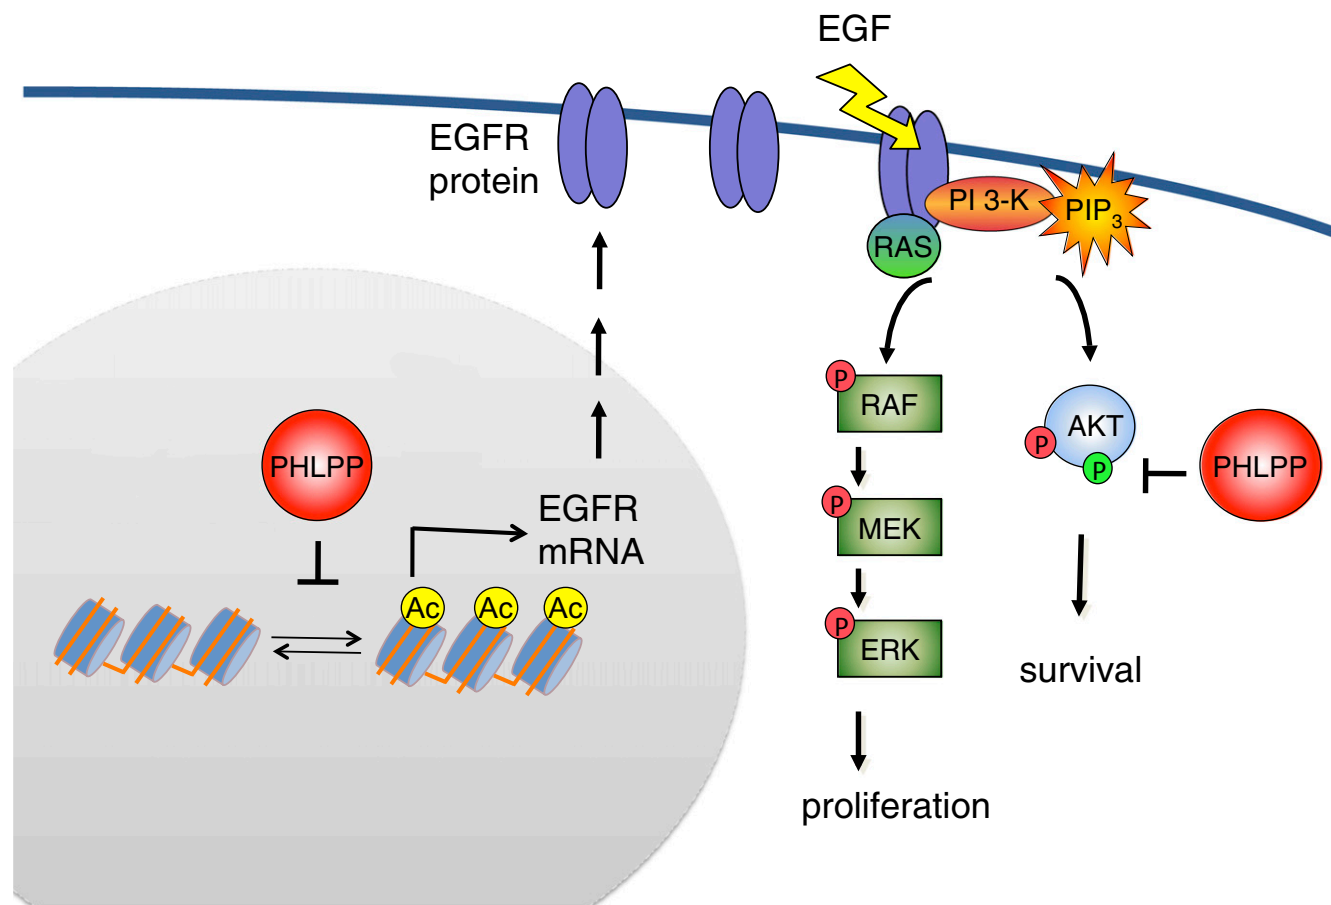 EGF
EGFR
protein
PI 3-K
PIP3
RAS
P
RAF
AKT
P
P
PHLPP
PHLPP
P
MEK
EGFR
mRNA
Ac
Ac
Ac
P
ERK
survival
proliferation